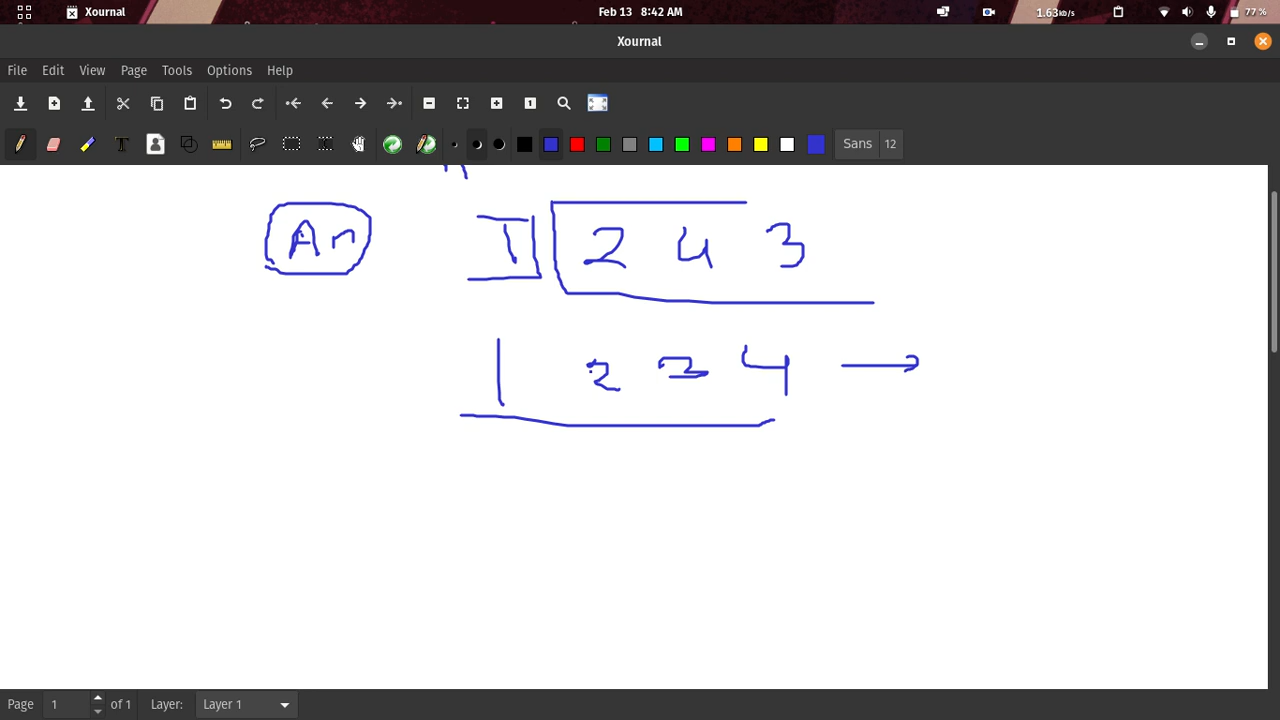 Xournal Feb 13 8:42 AM 1.63kb/s 77 %
Xournal
File Edit View Page Tools Options Help
Sans 12
An 1 2 4 3
1 2 3 4 →
Page 1 of 1 Layer: Layer 1